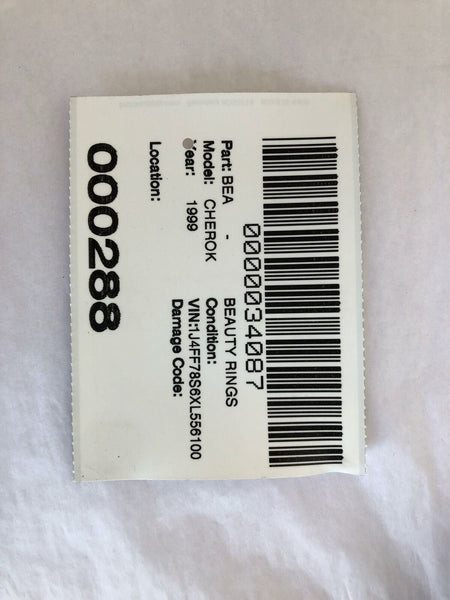 0000034087
Part: BEA - BEAUTY RINGS
Model: CHEROK Condition:
Year: 1999 VIN:1J4FF78S6XL556100
Damage Code:
Location:
000288